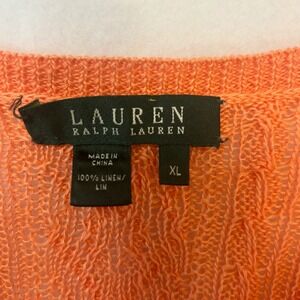 LAUREN
RALPH LAUREN
MADE IN
CHINA
100% LINEN/
LIN
XL